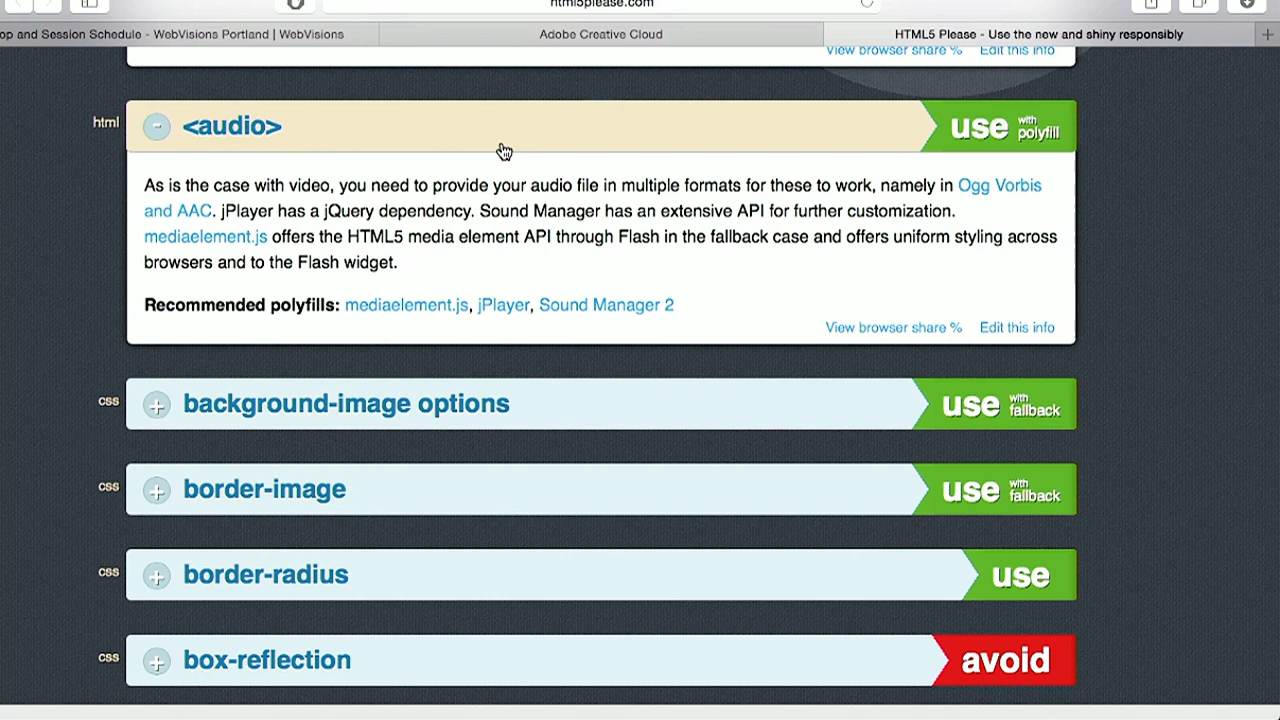 html5please.com
op and Session Schedule - WebVisions Portland | WebVisions
Adobe Creative Cloud
HTML5 Please - Use the new and shiny responsibly
View browser share % Edit this info
html
<audio>
use with polyfill
As is the case with video, you need to provide your audio file in multiple formats for these to work, namely in Ogg Vorbis
and AAC. jPlayer has a jQuery dependency. Sound Manager has an extensive API for further customization.
mediaelement.js offers the HTML5 media element API through Flash in the fallback case and offers uniform styling across
browsers and to the Flash widget.
Recommended polyfills: mediaelement.js, jPlayer, Sound Manager 2
View browser share % Edit this info
css
background-image options
use with fallback
css
border-image
use with fallback
css
border-radius
use
css
box-reflection
avoid